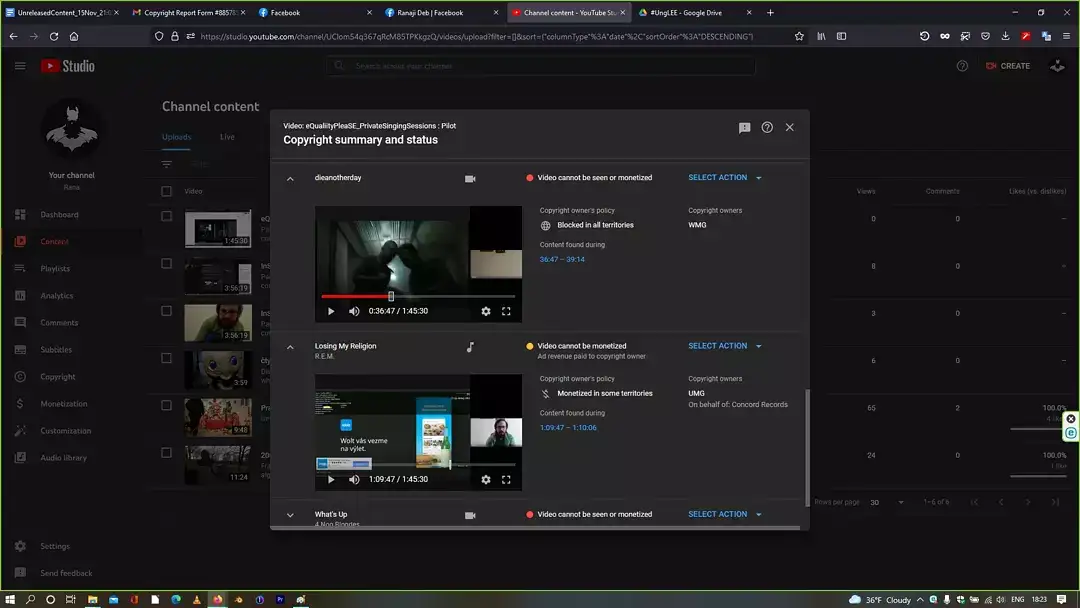 UnreleasedContent_15Nov_21:
Copyright Report Form #88578
Facebook
Ranaji Deb | Facebook
Channel content - YouTube Stu
#UngLEE - Google Drive
https://studio.youtube.com/channel/UClom54q367qRcM85TPKkgzQ/videos/upload?filter=[]&sort={"columnType"%3A"date"%2C"sortOrder"%3A"DESCENDING"}
Studio
Search across your channel
CREATE
Your channel
Rana
Dashboard
Content
Playlists
Analytics
Comments
Subtitles
Copyright
Monetization
Customization
Audio library
Settings
Send feedback
Channel content
Uploads
Live
Video
Views
Comments
Likes (vs. dislikes)
1:45:30
0
0
3:56:19
8
0
3:56:19
3
0
3:59
6
0
9:48
65
2
100.0%
11:24
24
0
100.0%
1 like
Rows per page
30
1–6 of 6
Video: eQualiityPleaSE_PrivateSingingSessions : Pilot
Copyright summary and status
dieanotherday
Video cannot be seen or monetized
SELECT ACTION
Copyright owner's policy
Blocked in all territories
Content found during
36:47 – 39:14
Copyright owners
WMG
0:36:47 / 1:45:30
Losing My Religion
R.E.M.
Video cannot be monetized
Ad revenue paid to copyright owner
SELECT ACTION
Copyright owner's policy
Monetized in some territories
Content found during
1:09:47 – 1:10:06
Copyright owners
UMG
On behalf of: Concord Records
Wolt vás vezme
na výlet.
1:09:47 / 1:45:30
What's Up
4 Non Blondes
Video cannot be seen or monetized
SELECT ACTION
36°F Cloudy
ENG
18:23